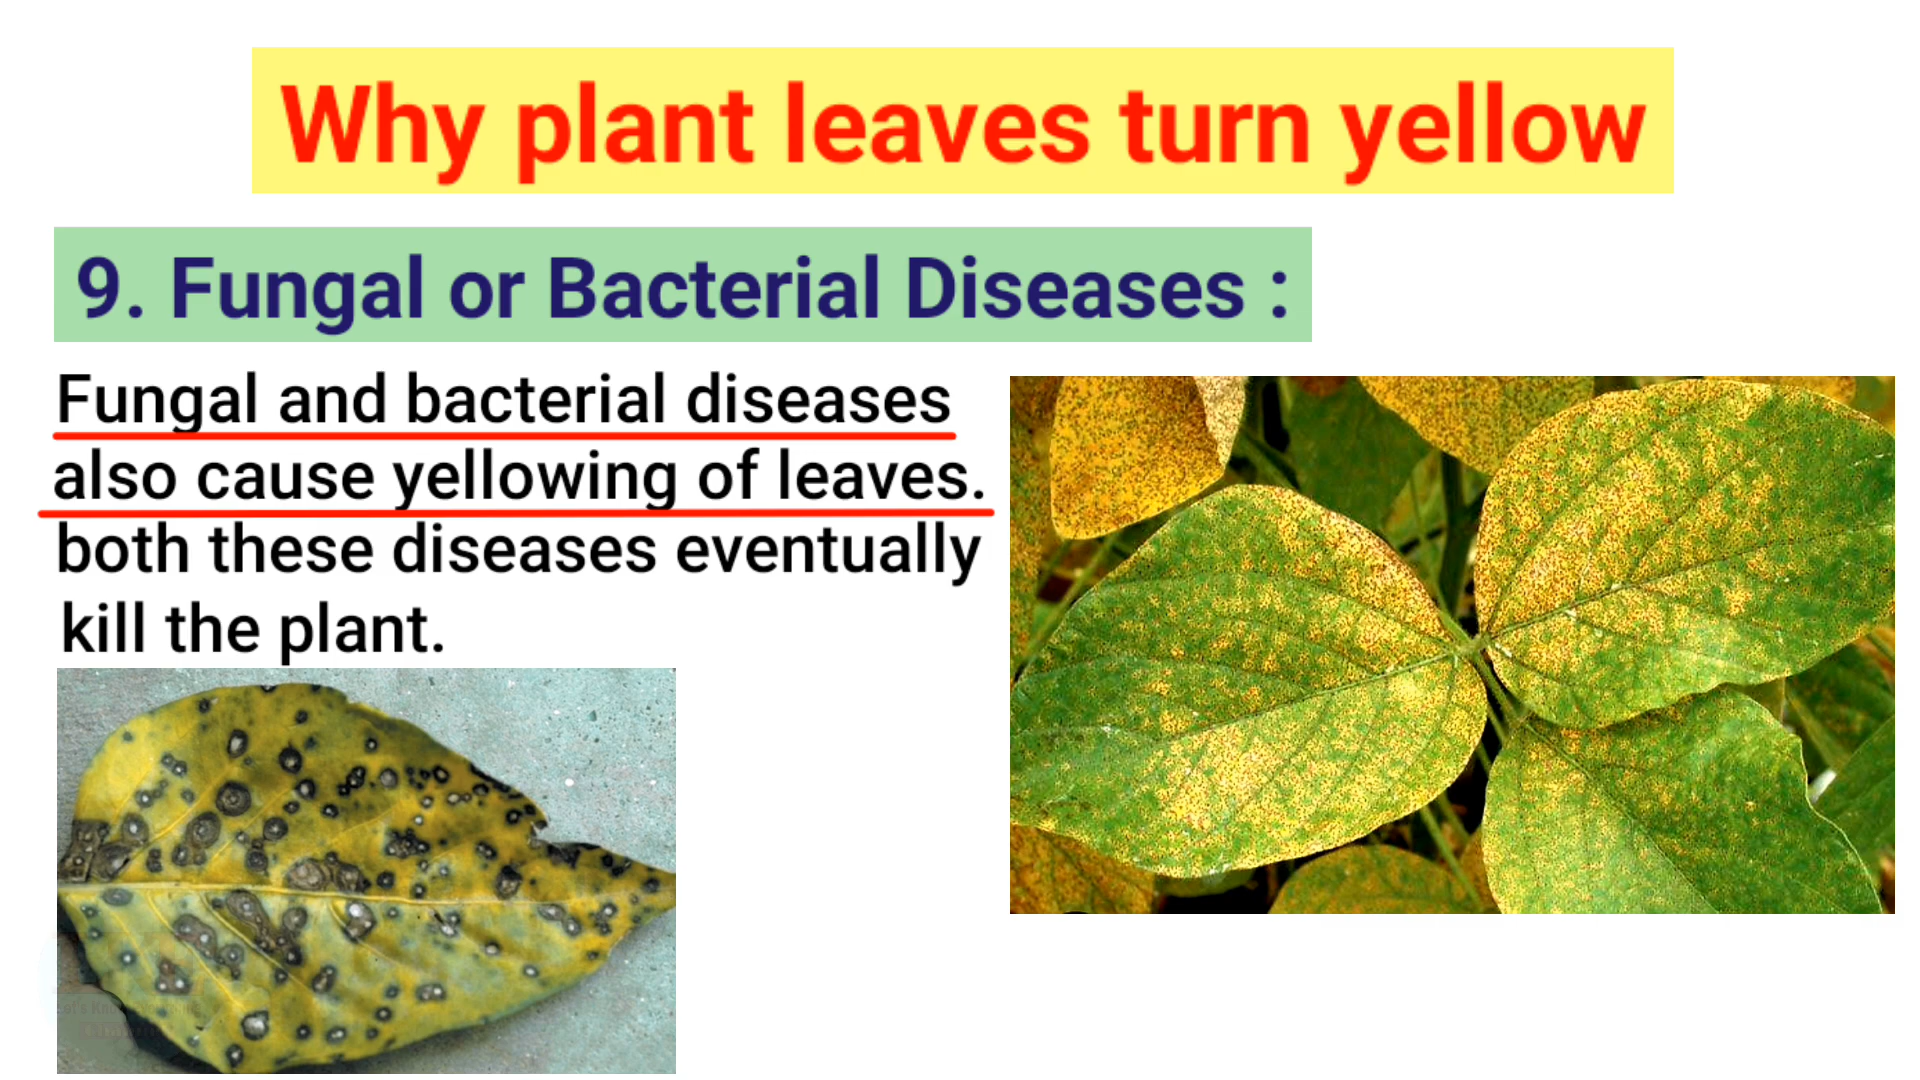 Why plant leaves turn yellow
9. Fungal or Bacterial Diseases :
Fungal and bacterial diseases
also cause yellowing of leaves.
both these diseases eventually
kill the plant.